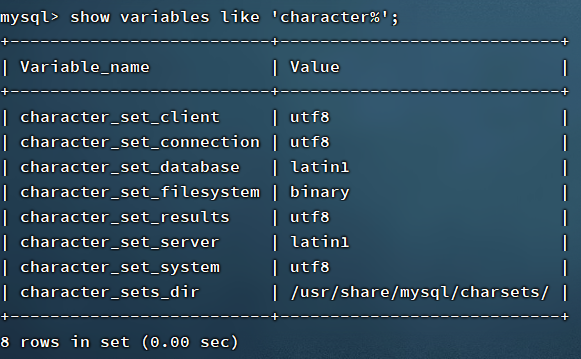 mysql> show variables like 'character%';
+--------------------------+----------------------------+
| Variable_name            | Value                      |
+--------------------------+----------------------------+
| character_set_client     | utf8                       |
| character_set_connection | utf8                       |
| character_set_database   | latin1                     |
| character_set_filesystem | binary                     |
| character_set_results    | utf8                       |
| character_set_server     | latin1                     |
| character_set_system     | utf8                       |
| character_sets_dir       | /usr/share/mysql/charsets/ |
+--------------------------+----------------------------+
8 rows in set (0.00 sec)